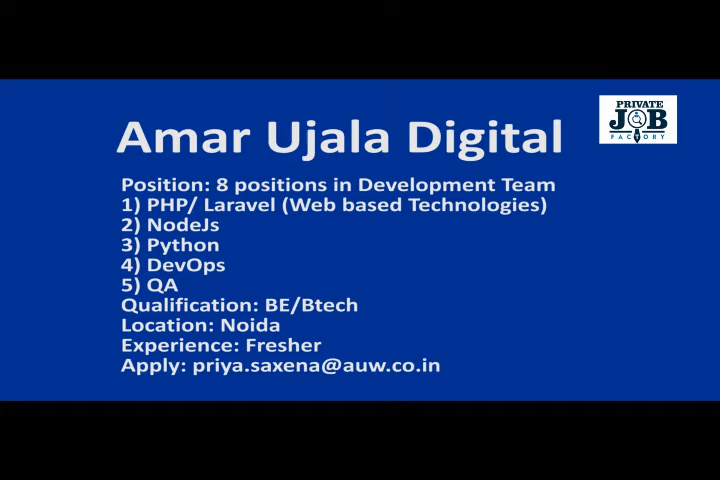 Amar Ujala Digital
PRIVATE
JOB
FACTORY
Position: 8 positions in Development Team
1) PHP/ Laravel (Web based Technologies)
2) NodeJs
3) Python
4) DevOps
5) QA
Qualification: BE/Btech
Location: Noida
Experience: Fresher
Apply: priya.saxena@auw.co.in